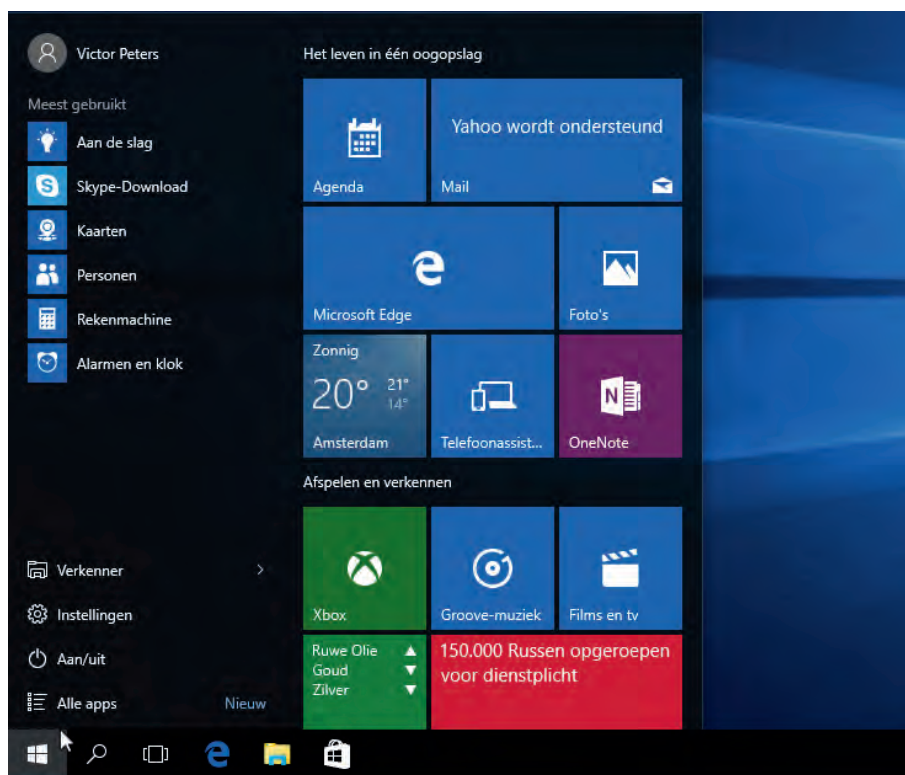 Victor Peters
Meest gebruikt
Aan de slag
Skype-Download
Kaarten
Personen
Rekenmachine
Alarmen en klok
Verkenner
Instellingen
Aan/uit
Alle apps
Nieuw
Het leven in één oogopslag
Agenda
Yahoo wordt ondersteund
Mail
Microsoft Edge
Foto's
Zonnig
20° 21°
14°
Amsterdam
Telefoonassist...
N
OneNote
Afspelen en verkennen
Xbox
Groove-muziek
Films en tv
Ruwe Olie ▲
Goud ▼
Zilver ▼
150.000 Russen opgeroepen
voor dienstplicht